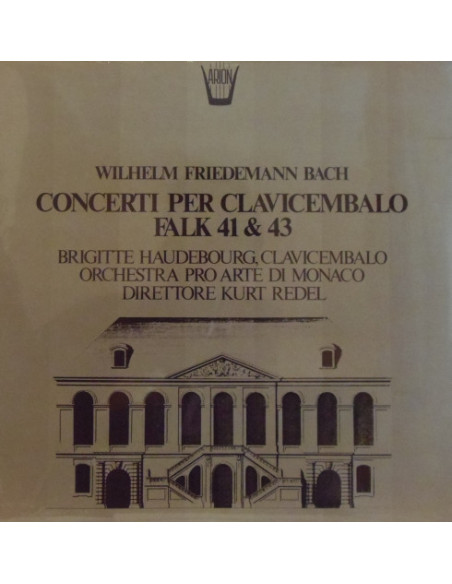 ARION
WILHELM FRIEDEMANN BACH
CONCERTI PER CLAVICEMBALO
FALK 41 & 43
BRIGITTE HAUDEBOURG, CLAVICEMBALO
ORCHESTRA PRO ARTE DI MONACO
DIRETTORE KURT REDEL